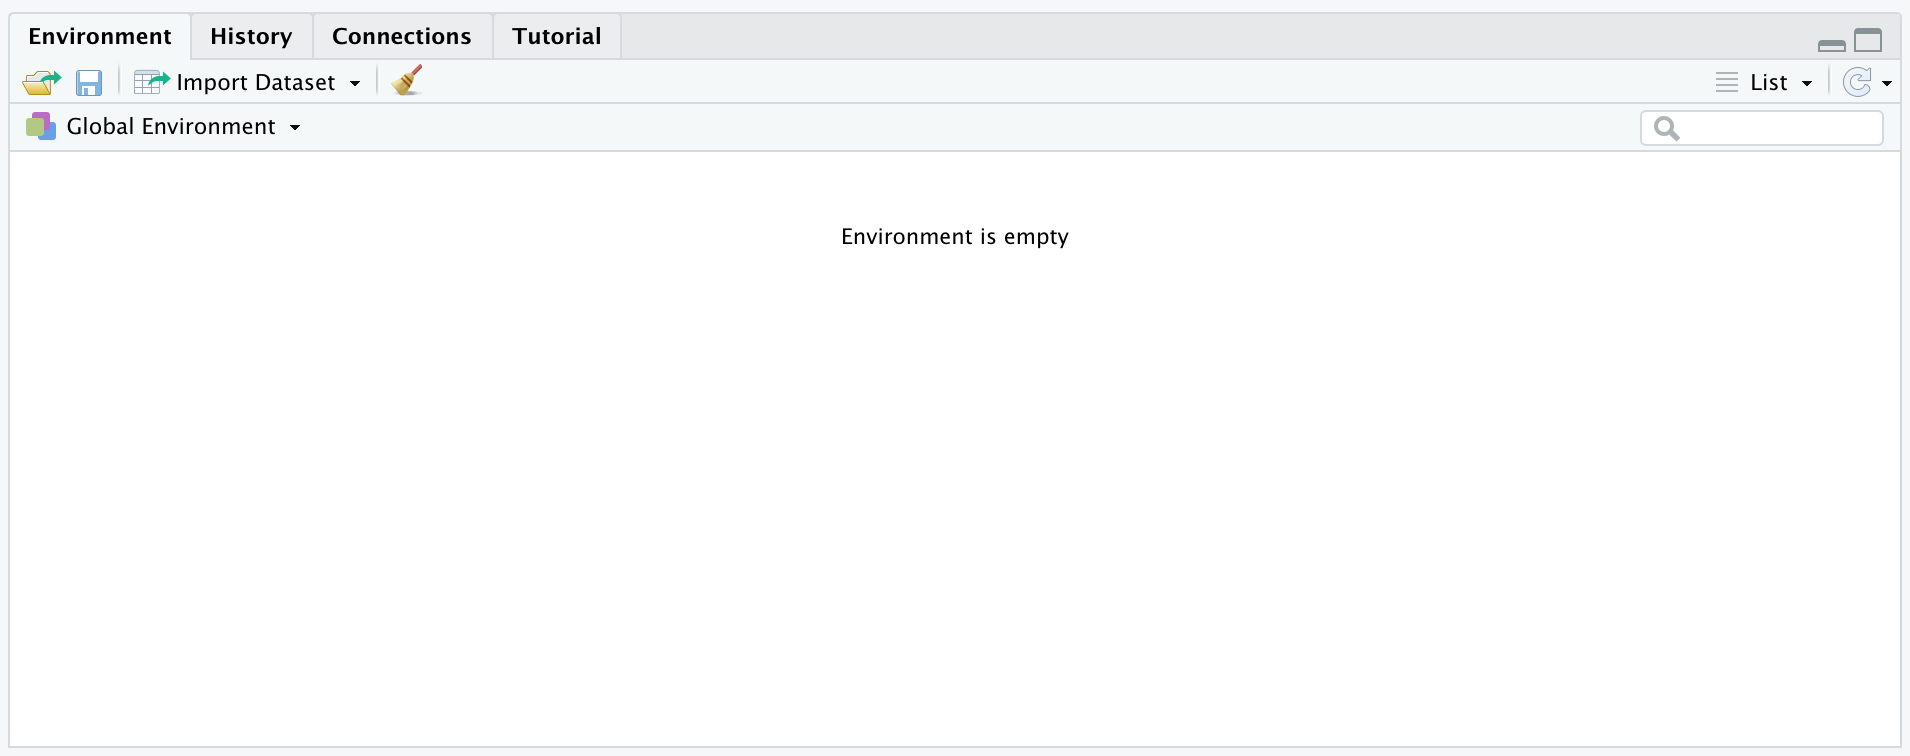 Environment History Connections Tutorial
Import Dataset List
Global Environment
Environment is empty